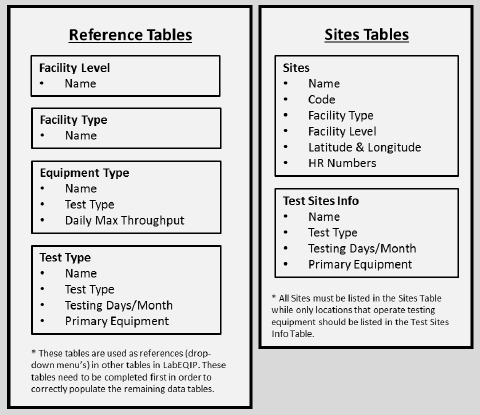 Reference Tables
Facility Level
• Name
Facility Type
• Name
Equipment Type
• Name
• Test Type
• Daily Max Throughput
Test Type
• Name
• Test Type
• Testing Days/Month
• Primary Equipment
* These tables are used as references (drop-
down menu's) in other tables in LabEQIP. These
tables need to be completed first in order to
correctly populate the remaining data tables.
Sites Tables
Sites
• Name
• Code
• Facility Type
• Facility Level
• Latitude & Longitude
• HR Numbers
Test Sites Info
• Name
• Test Type
• Testing Days/Month
• Primary Equipment
* All Sites must be listed in the Sites Table
while only locations that operate testing
equipment should be listed in the Test Sites
Info Table.